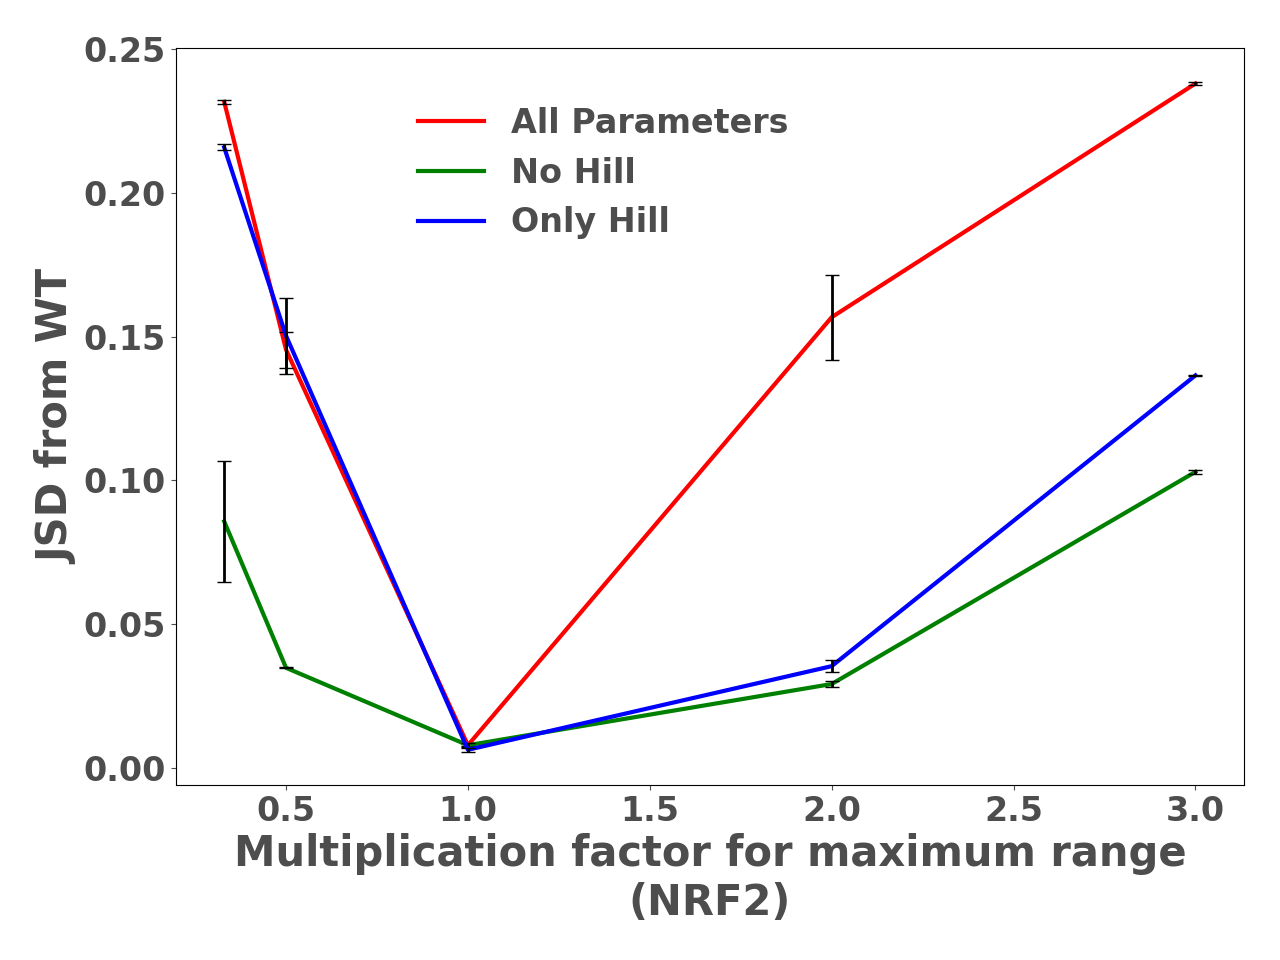 0.25
0.20
0.15
0.10
0.05
0.00
JSD from WT
All Parameters
No Hill
Only Hill
0.5 1.0 1.5 2.0 2.5 3.0
Multiplication factor for maximum range
(NRF2)